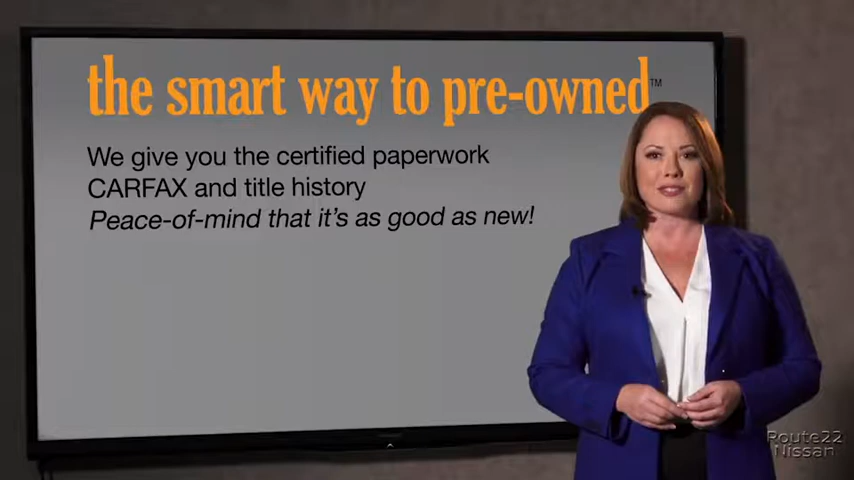 the smart way to pre-owned™
We give you the certified paperwork
CARFAX and title history
Peace-of-mind that it's as good as new!
Route22
Nissan